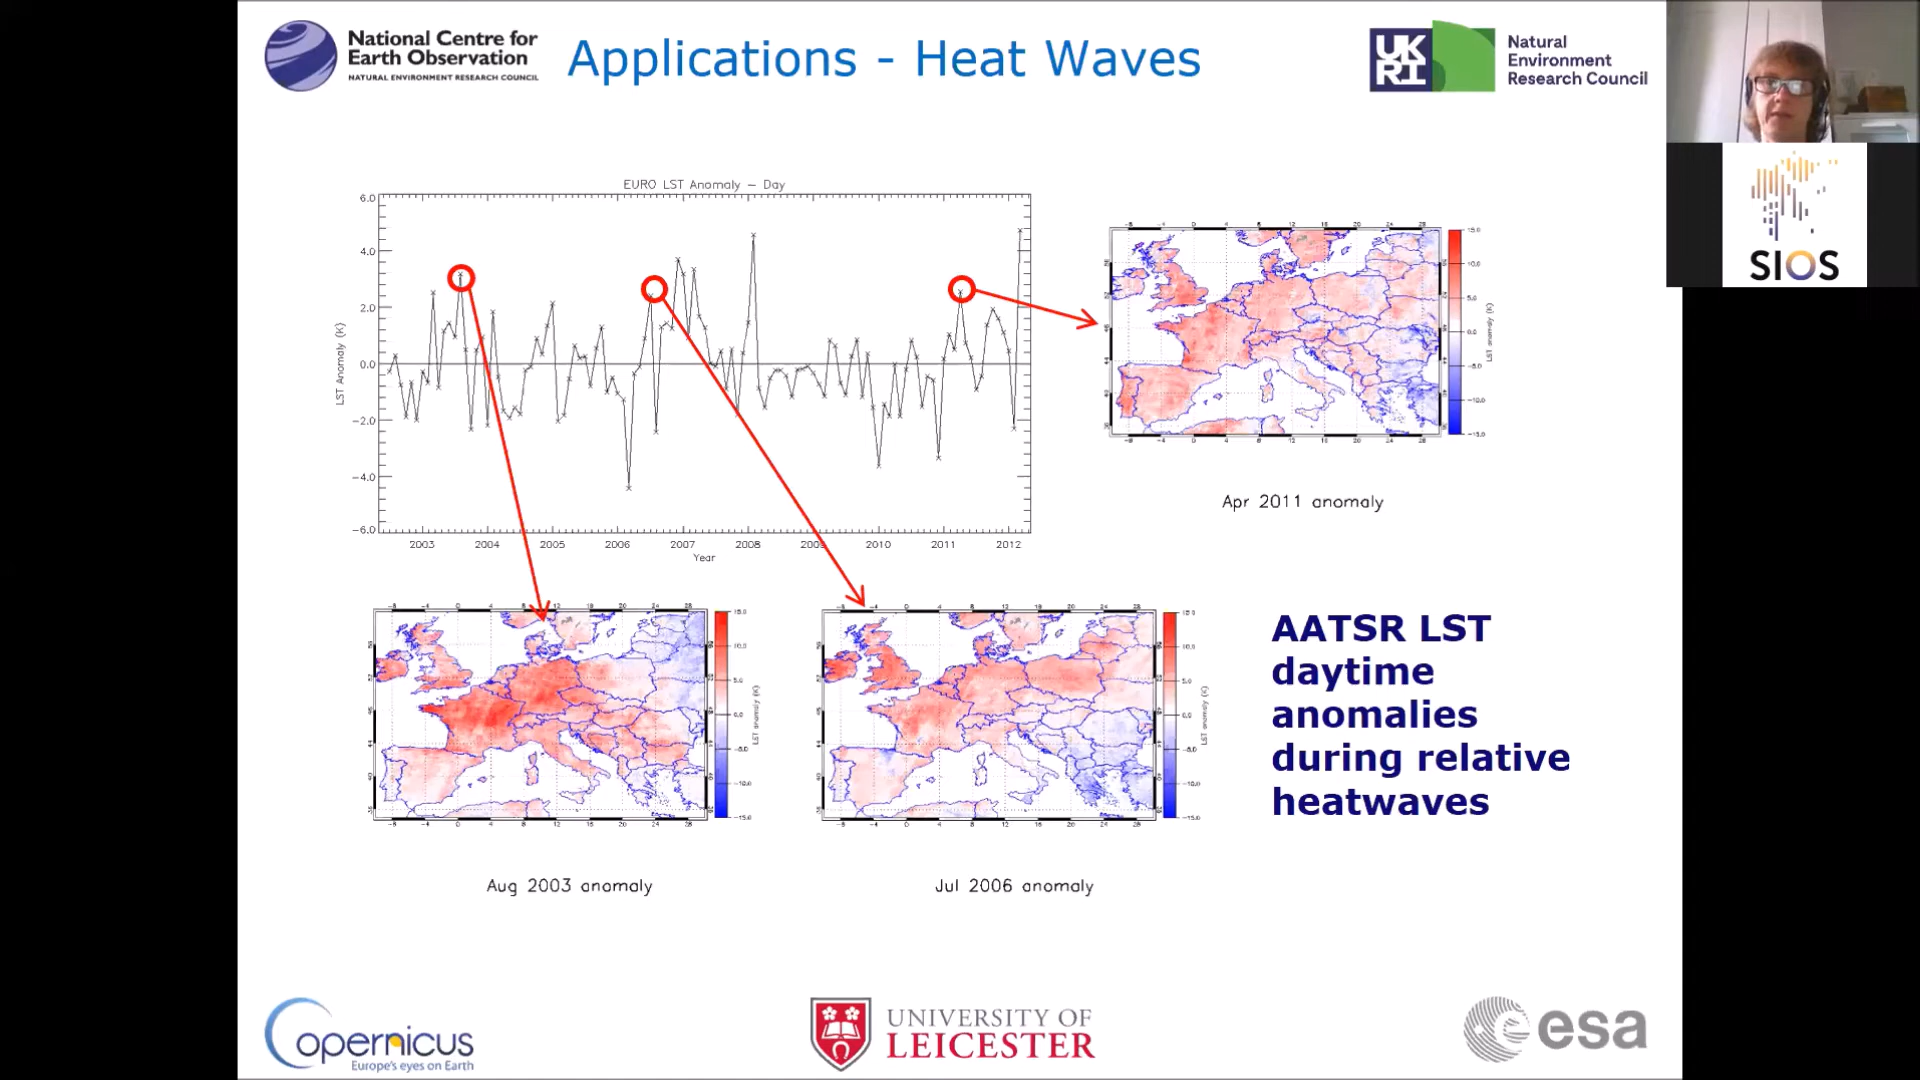 National Centre for
Earth Observation
NATURAL ENVIRONMENT RESEARCH COUNCIL
Applications - Heat Waves
UK
RI
Natural
Environment
Research Council
SIOS
EURO LST Anomaly – Day
6.0
4.0
2.0
0.0
−2.0
−4.0
−6.0
LST Anomaly (K)
2003 2004 2005 2006 2007 2008 2009 2010 2011 2012
Year
Apr 2011 anomaly
AATSR LST
daytime
anomalies
during relative
heatwaves
Aug 2003 anomaly
Jul 2006 anomaly
opernicus
Europe's eyes on Earth
UNIVERSITY OF
LEICESTER
esa